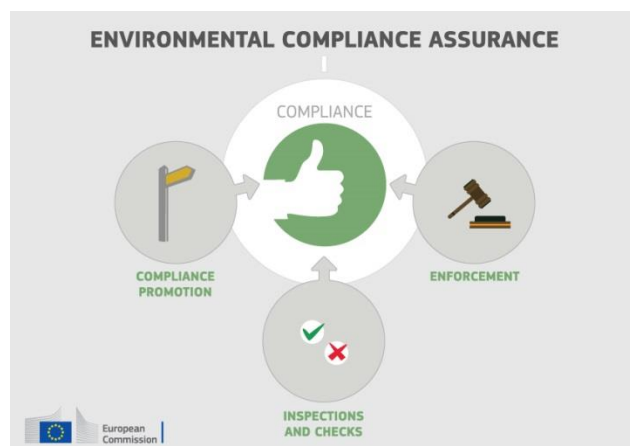 ENVIRONMENTAL COMPLIANCE ASSURANCE
COMPLIANCE
COMPLIANCE
PROMOTION
ENFORCEMENT
INSPECTIONS
AND CHECKS
European
Commission